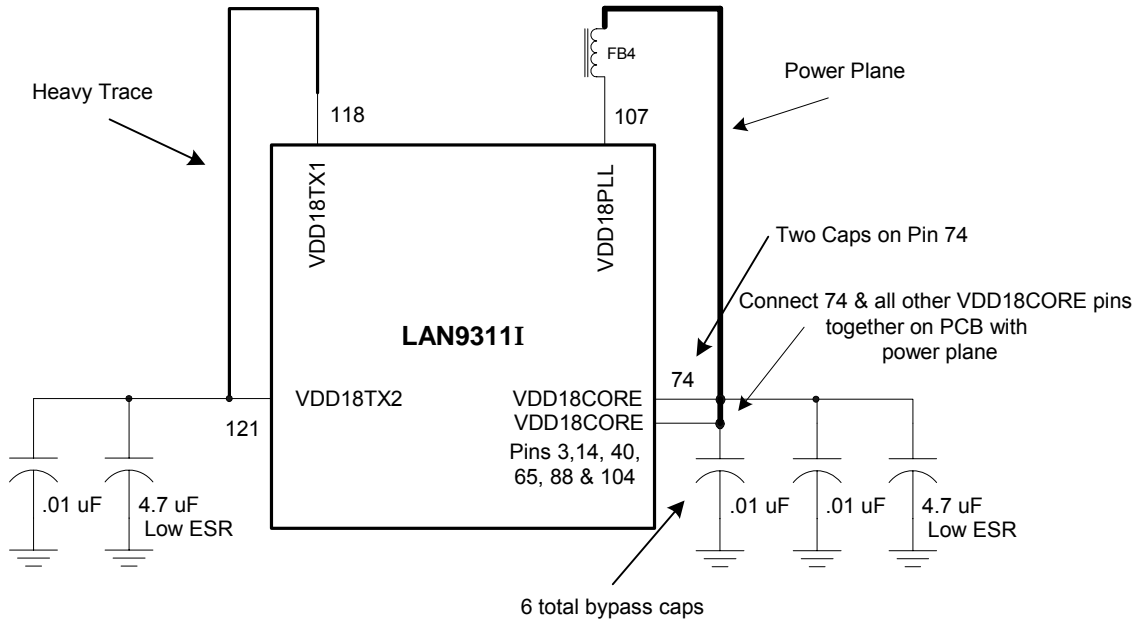 FB4
Power Plane
Heavy Trace
118
107
VDD18TX1
VDD18PLL
Two Caps on Pin 74
Connect 74 & all other VDD18CORE pins
together on PCB with
power plane
LAN9311I
74
VDD18TX2
VDD18CORE
VDD18CORE
121
Pins 3,14, 40,
65, 88 & 104
.01 uF
4.7 uF
Low ESR
.01 uF
.01 uF
4.7 uF
Low ESR
6 total bypass caps